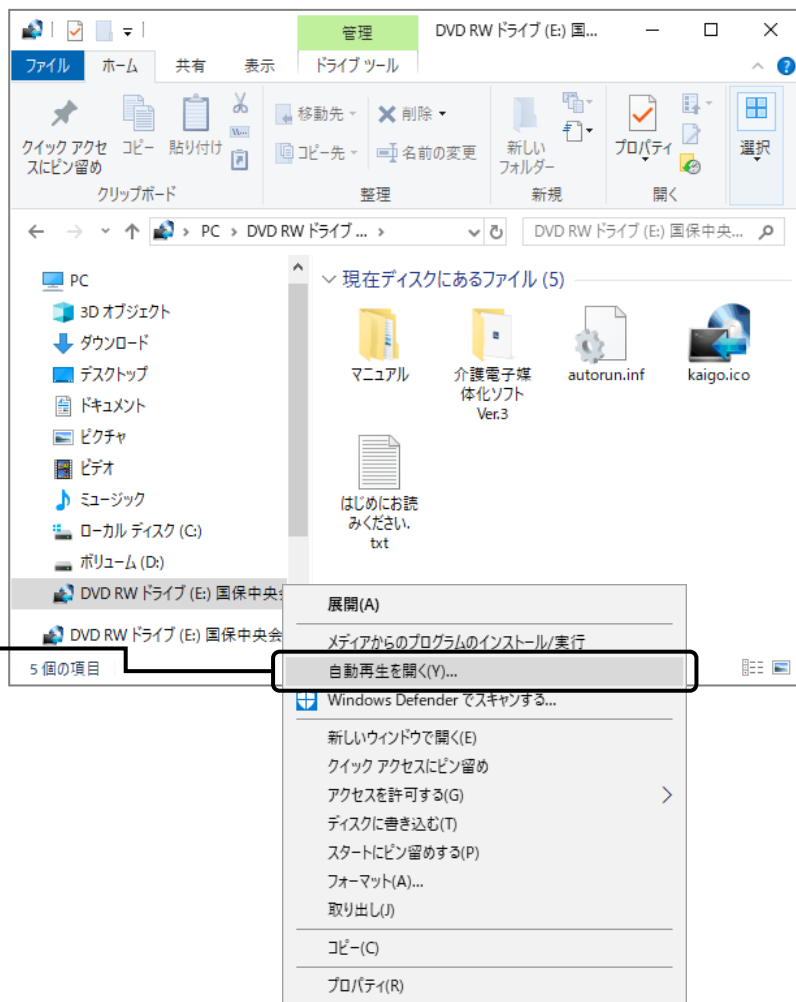 管理
DVD RW ドライブ (E:) 国...
ファイル
ホーム
共有
表示
ドライブ ツール
クイック アクセ
スにピン留め
コピー
貼り付け
クリップボード
移動先
コピー先
削除
名前の変更
整理
新しい
フォルダー
新規
プロパティ
開く
選択
PC › DVD RW ドライブ ... ›
DVD RW ドライブ (E:) 国保中央...
PC
3D オブジェクト
ダウンロード
デスクトップ
ドキュメント
ピクチャ
ビデオ
ミュージック
ローカル ディスク (C:)
ボリューム (D:)
DVD RW ドライブ (E:) 国保中央
DVD RW ドライブ (E:) 国保中央会
5 個の項目
現在ディスクにあるファイル (5)
マニュアル
介護電子媒
体化ソフト
Ver.3
autorun.inf
kaigo.ico
はじめにお読
みください.
txt
展開(A)
メディアからのプログラムのインストール/実行
自動再生を開く(Y)...
Windows Defender でスキャンする...
新しいウィンドウで開く(E)
クイック アクセスにピン留め
アクセスを許可する(G)
ディスクに書き込む(T)
スタートにピン留めする(P)
フォーマット(A)...
取り出し(J)
コピー(C)
プロパティ(R)